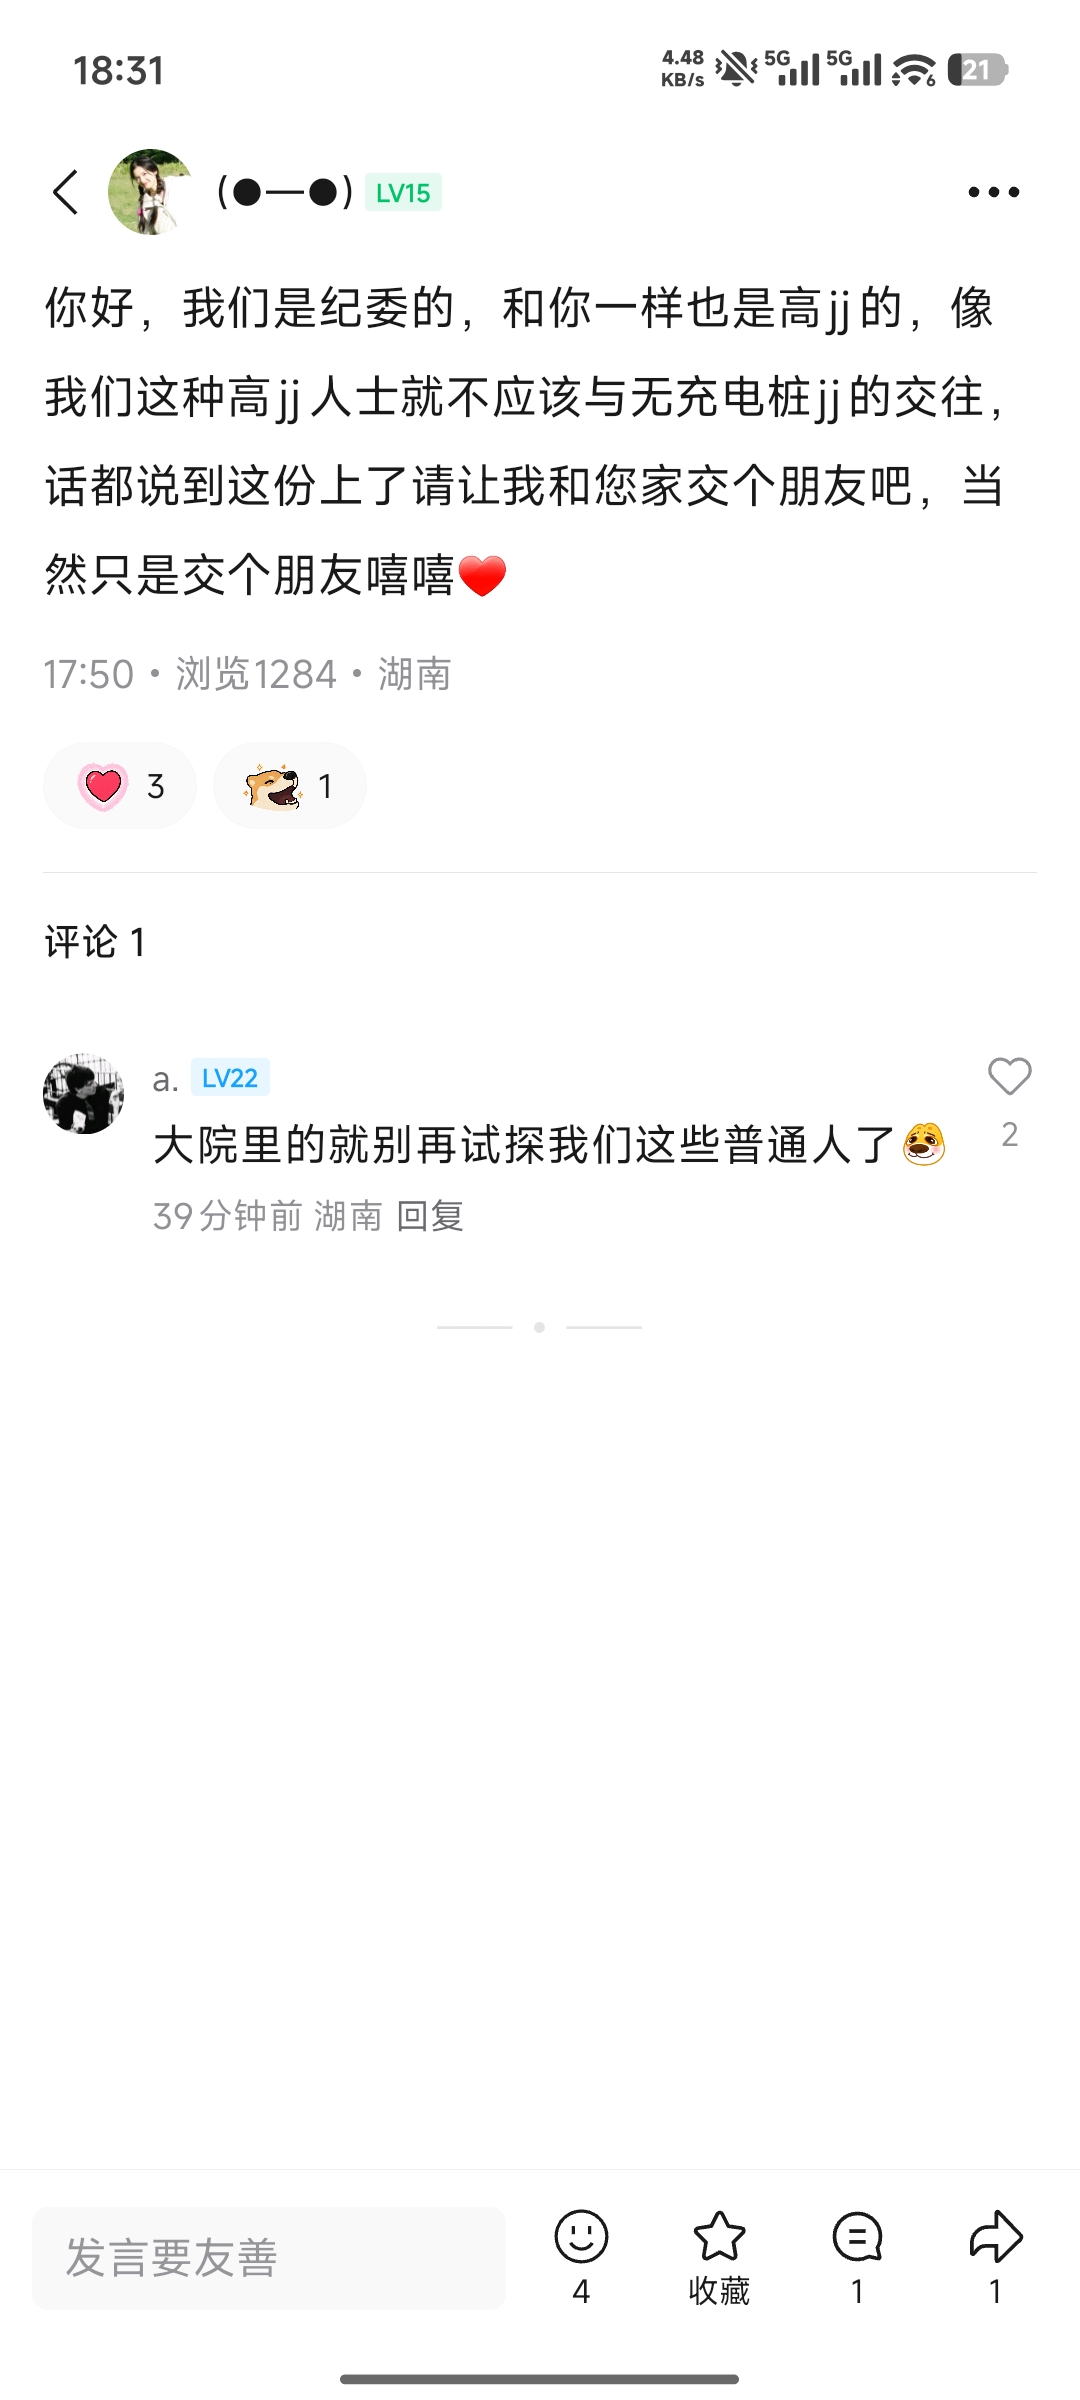 18:31
4.48 KB/s 5G 5G 6 21
(●—●) LV15
你好，我们是纪委的，和你一样也是高jj的，像
我们这种高jj人士就不应该与无充电桩jj的交往，
话都说到这份上了请让我和您家交个朋友吧，当
然只是交个朋友嘻嘻❤️
17:50 • 浏览1284 • 湖南
3 1
评论 1
a. LV22
大院里的就别再试探我们这些普通人了
2
39分钟前 湖南 回复
发言要友善
4 收藏 1 1